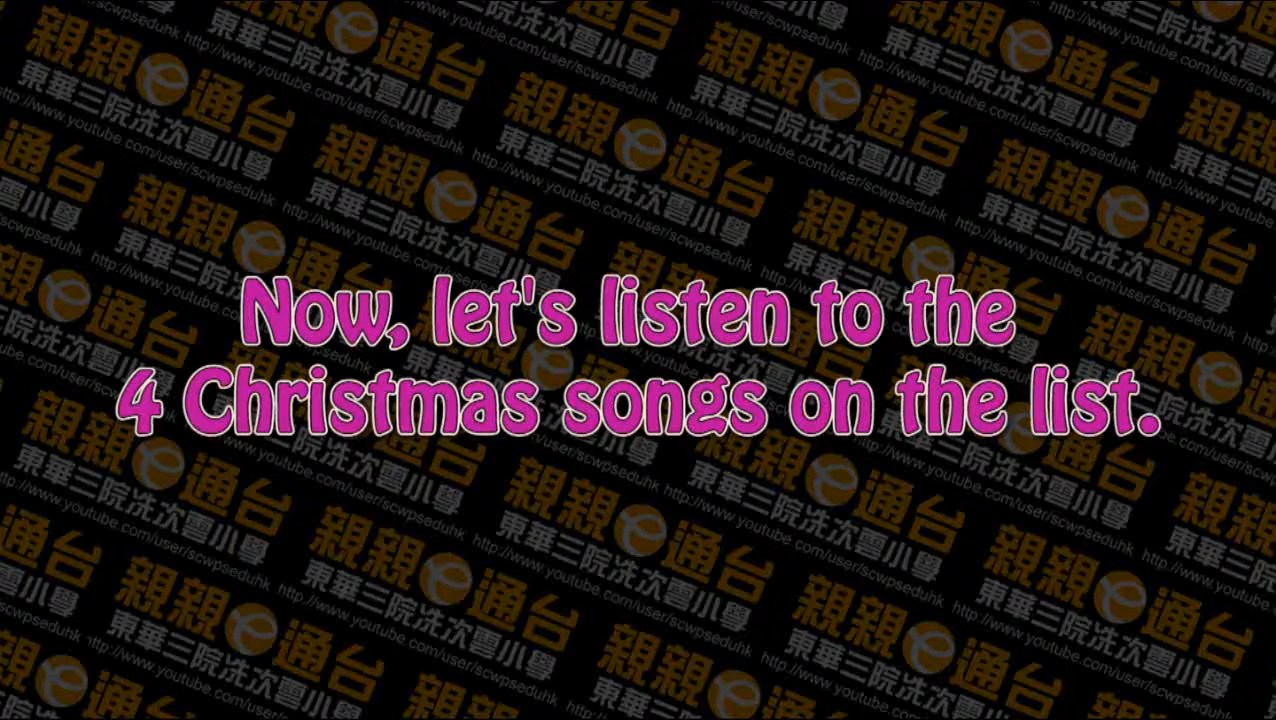 親親e通台
東華三院冼次雲小學
http://www.youtube.com/user/scwpseduhk
Now, let's listen to the
4 Christmas songs on the list.